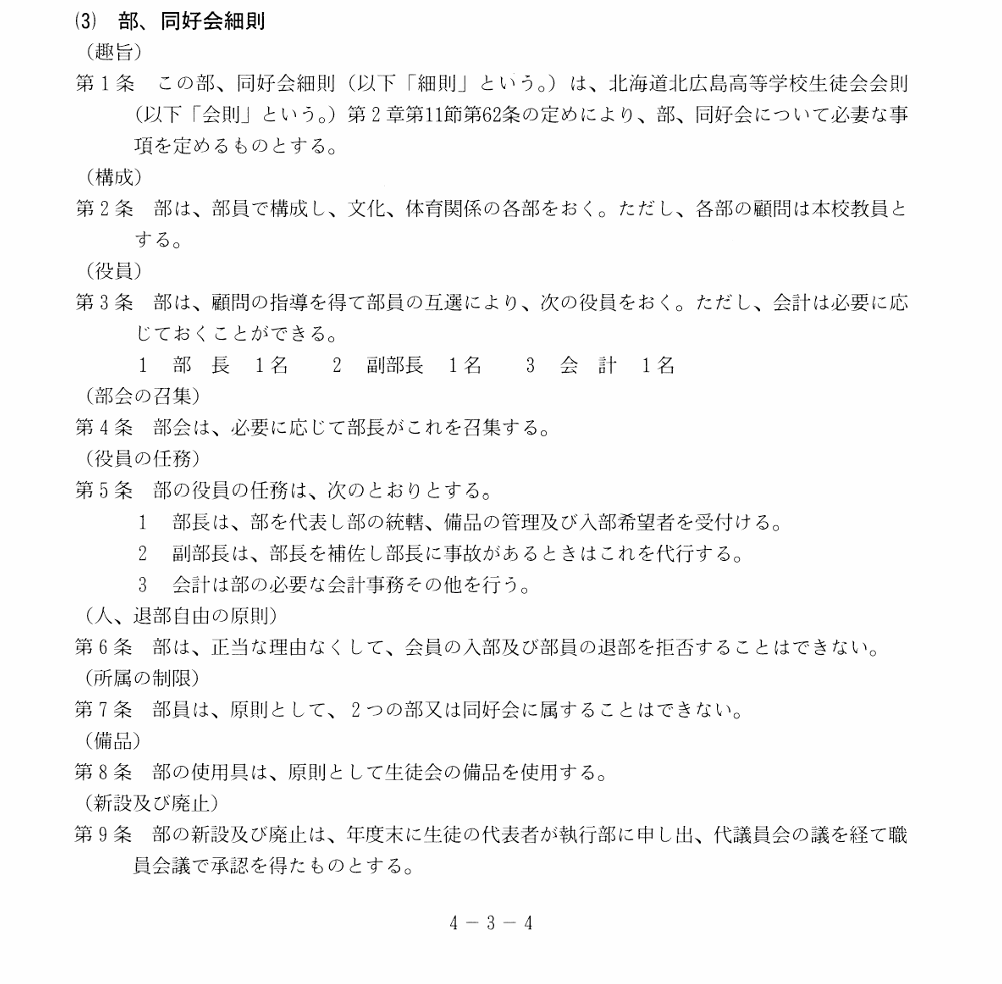 ⑶　部、同好会細則
（趣旨）
第１条　この部、同好会細則（以下「細則」という。）は、北海道北広島高等学校生徒会会則
（以下「会則」という。）第２章第11節第62条の定めにより、部、同好会について必妻な事
項を定めるものとする。
（構成）
第２条　部は、部員で構成し、文化、体育関係の各部をおく。ただし、各部の顧問は本校教員と
する。
（役員）
第３条　部は、顧問の指導を得て部員の互選により、次の役員をおく。ただし、会計は必要に応
じておくことができる。
１　部　長　１名　　２　副部長　１名　　３　会　計　１名
（部会の召集）
第４条　部会は、必要に応じて部長がこれを召集する。
（役員の任務）
第５条　部の役員の任務は、次のとおりとする。
１　部長は、部を代表し部の統轄、備品の管理及び入部希望者を受付ける。
２　副部長は、部長を補佐し部長に事故があるときはこれを代行する。
３　会計は部の必要な会計事務その他を行う。
（人、退部自由の原則）
第６条　部は、正当な理由なくして、会員の入部及び部員の退部を拒否することはできない。
（所属の制限）
第７条　部員は、原則として、２つの部又は同好会に属することはできない。
（備品）
第８条　部の使用具は、原則として生徒会の備品を使用する。
（新設及び廃止）
第９条　部の新設及び廃止は、年度末に生徒の代表者が執行部に申し出、代議員会の議を経て職
員会議で承認を得たものとする。
４－３－４